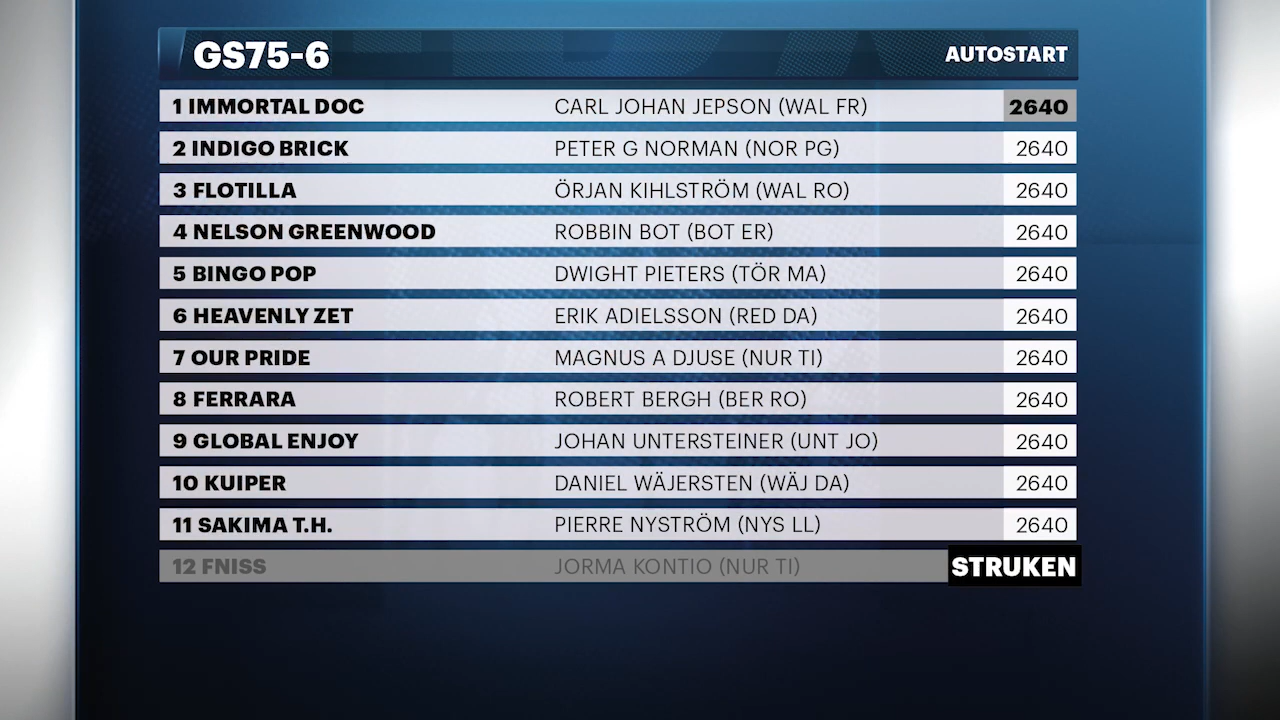 GS75-6 AUTOSTART
1 IMMORTAL DOC CARL JOHAN JEPSON (WAL FR) 2640
2 INDIGO BRICK PETER G NORMAN (NOR PG) 2640
3 FLOTILLA ÖRJAN KIHLSTRÖM (WAL RO) 2640
4 NELSON GREENWOOD ROBBIN BOT (BOT ER) 2640
5 BINGO POP DWIGHT PIETERS (TÖR MA) 2640
6 HEAVENLY ZET ERIK ADIELSSON (RED DA) 2640
7 OUR PRIDE MAGNUS A DJUSE (NUR TI) 2640
8 FERRARA ROBERT BERGH (BER RO) 2640
9 GLOBAL ENJOY JOHAN UNTERSTEINER (UNT JO) 2640
10 KUIPER DANIEL WÄJERSTEN (WÄJ DA) 2640
11 SAKIMA T.H. PIERRE NYSTRÖM (NYS LL) 2640
12 FNISS JORMA KONTIO (NUR TI) STRUKEN